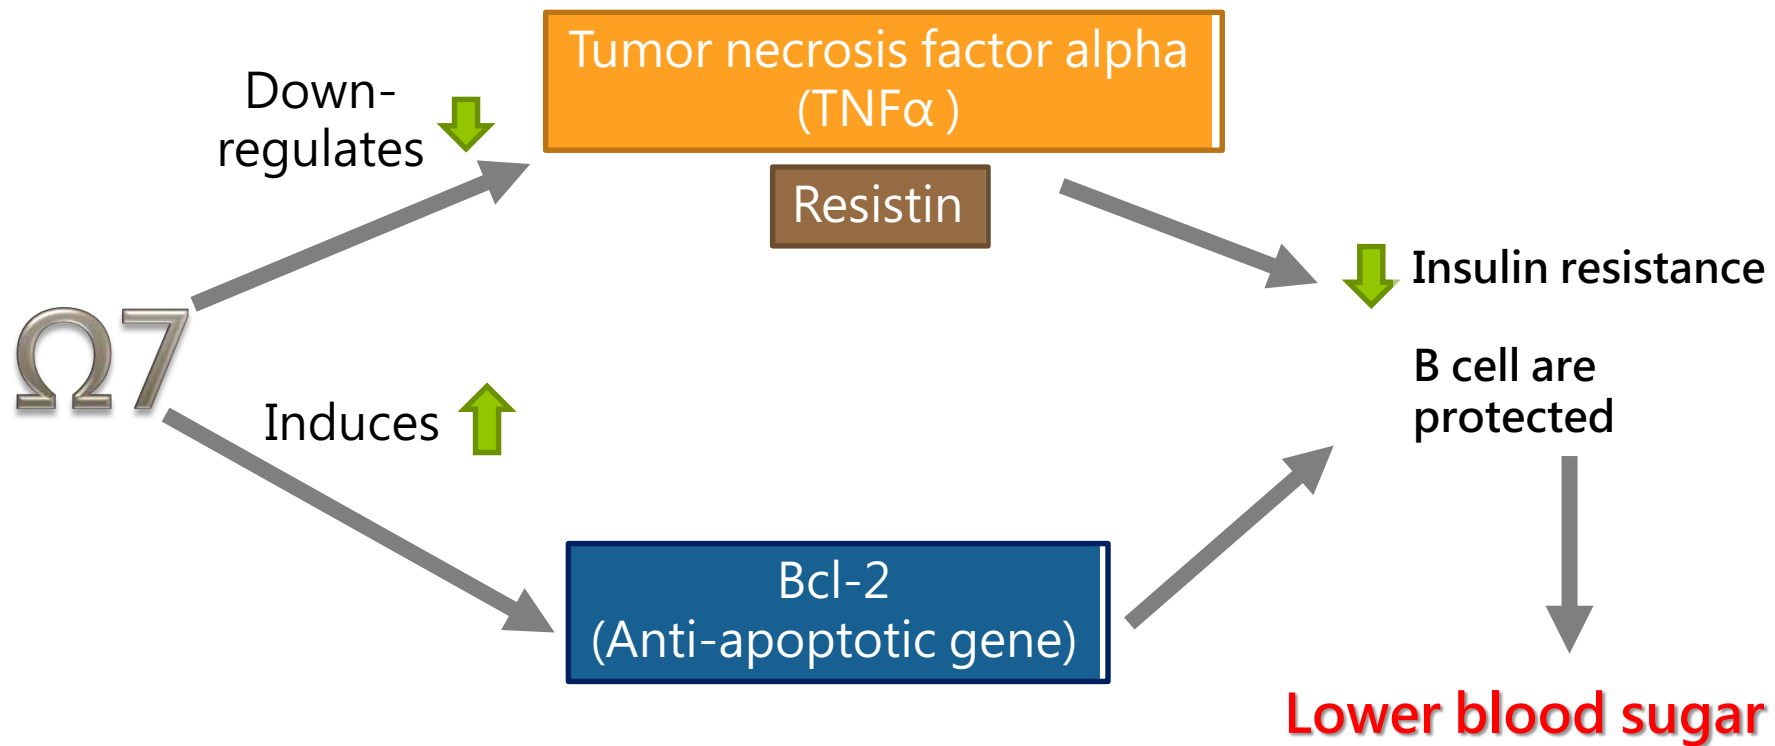 Tumor necrosis factor alpha
(TNFα )
Down-
regulates
Resistin
Insulin resistance
Ω7
B cell are
protected
Induces
Bcl-2
(Anti-apoptotic gene)
Lower blood sugar